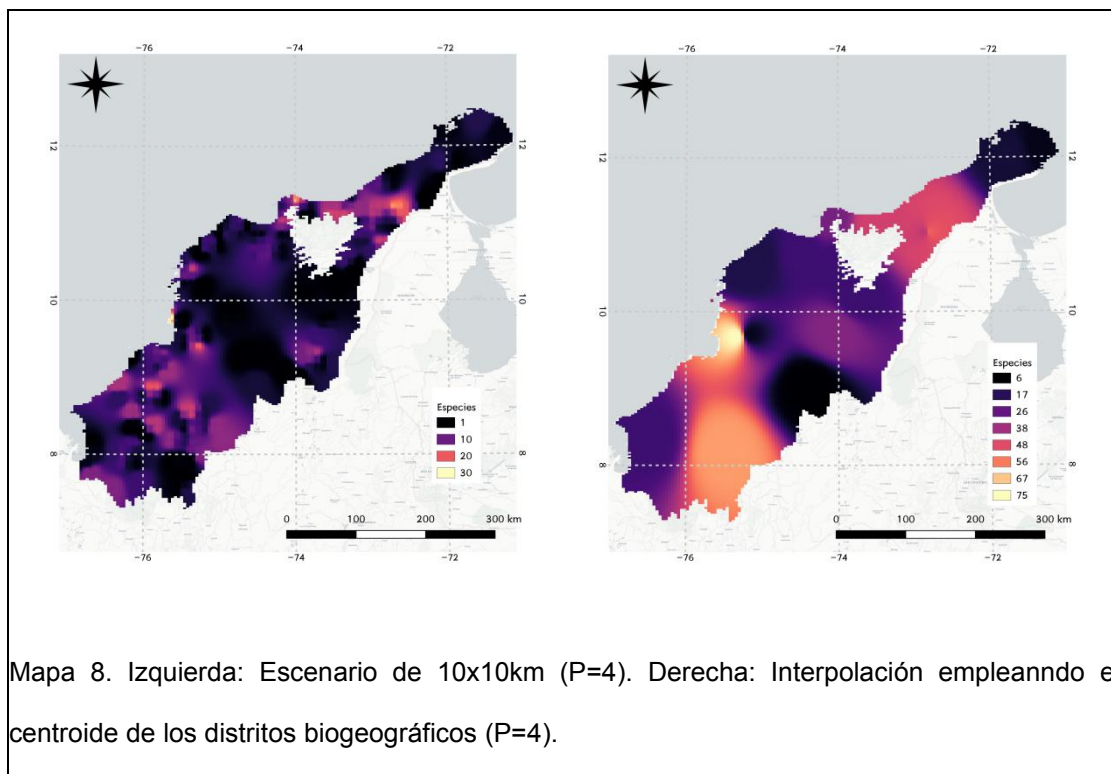 -76 -74 -72
12 12
10 10
8 8
Especies
1
10
20
30
0 100 200 300 km
-76 -74 -72
-76 -74 -72
12 12
10 10
8 8
Especies
6
17
26
38
48
56
67
75
0 100 200 300 km
-76 -74 -72
Mapa 8. Izquierda: Escenario de 10x10km (P=4). Derecha: Interpolación empleanndo e
centroide de los distritos biogeográficos (P=4).